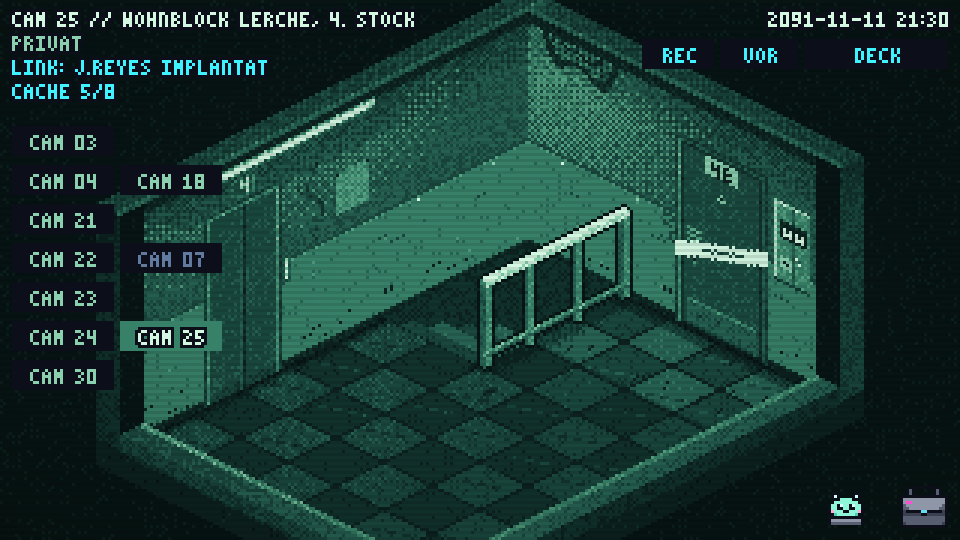 CAM 25 // WOHNBLOCK LERCHE, 4. STOCK
2091-11-11 21:30
PRIVAT
REC VOR DECK
LINK: J.REYES IMPLANTAT
CACHE 5/8
CAM 03
CAM 04 CAM 18
CAM 21
CAM 22 CAM 07
CAM 23
CAM 24 CAM 25
CAM 30
4